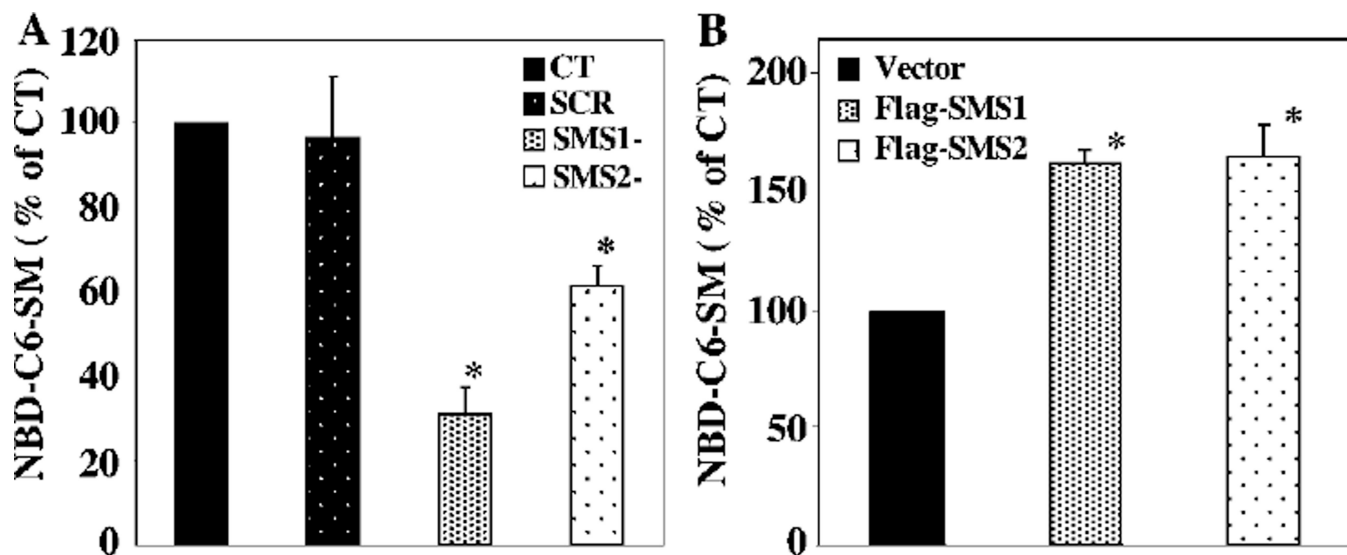 A
NBD-C6-SM ( % of CT)
120
100
80
60
40
20
0
CT
SCR
SMS1-
SMS2-
*
*
B
NBD-C6-SM ( % of CT)
200
150
100
50
0
Vector
Flag-SMS1
Flag-SMS2
*
*